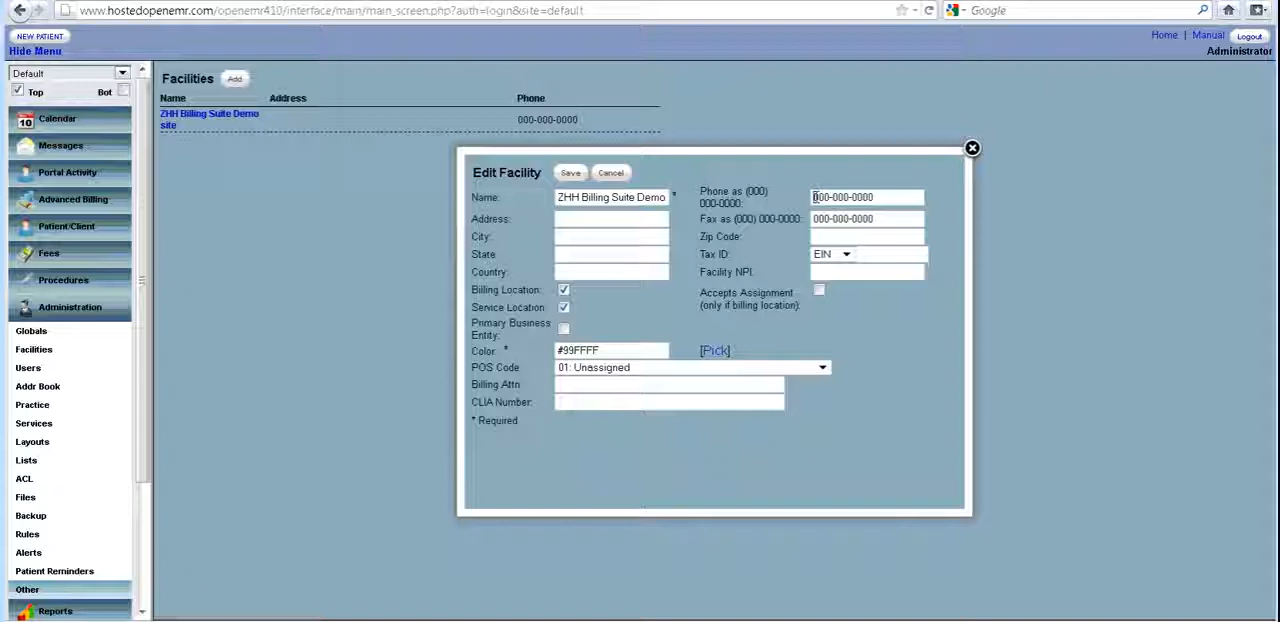 www.hostedopenemr.com/openemr410/interface/main/main_screen.php?auth=login&site=default
Google
NEW PATIENT
Home | Manual Logout
Hide Menu
Administrator
Default
Top Bot
Calendar
10
Messages
Portal Activity
Advanced Billing
Patient/Client
Fees
Procedures
Administration
Globals
Facilities
Users
Addr Book
Practice
Services
Layouts
Lists
ACL
Files
Backup
Rules
Alerts
Patient Reminders
Other
Reports
Facilities Add
Name Address Phone
ZHH Billing Suite Demo
site
000-000-0000
Edit Facility Save Cancel
Name: ZHH Billing Suite Demo *
Phone as (000)
000-0000: 000-000-0000
Address:
Fax as (000) 000-0000: 000-000-0000
City:
Zip Code:
State
Tax ID: EIN
Country:
Facility NPI:
Billing Location:
Accepts Assignment
(only if billing location):
Service Location
Primary Business
Entity:
Color: * #99FFFF [Pick]
POS Code 01: Unassigned
Billing Attn
CLIA Number:
* Required